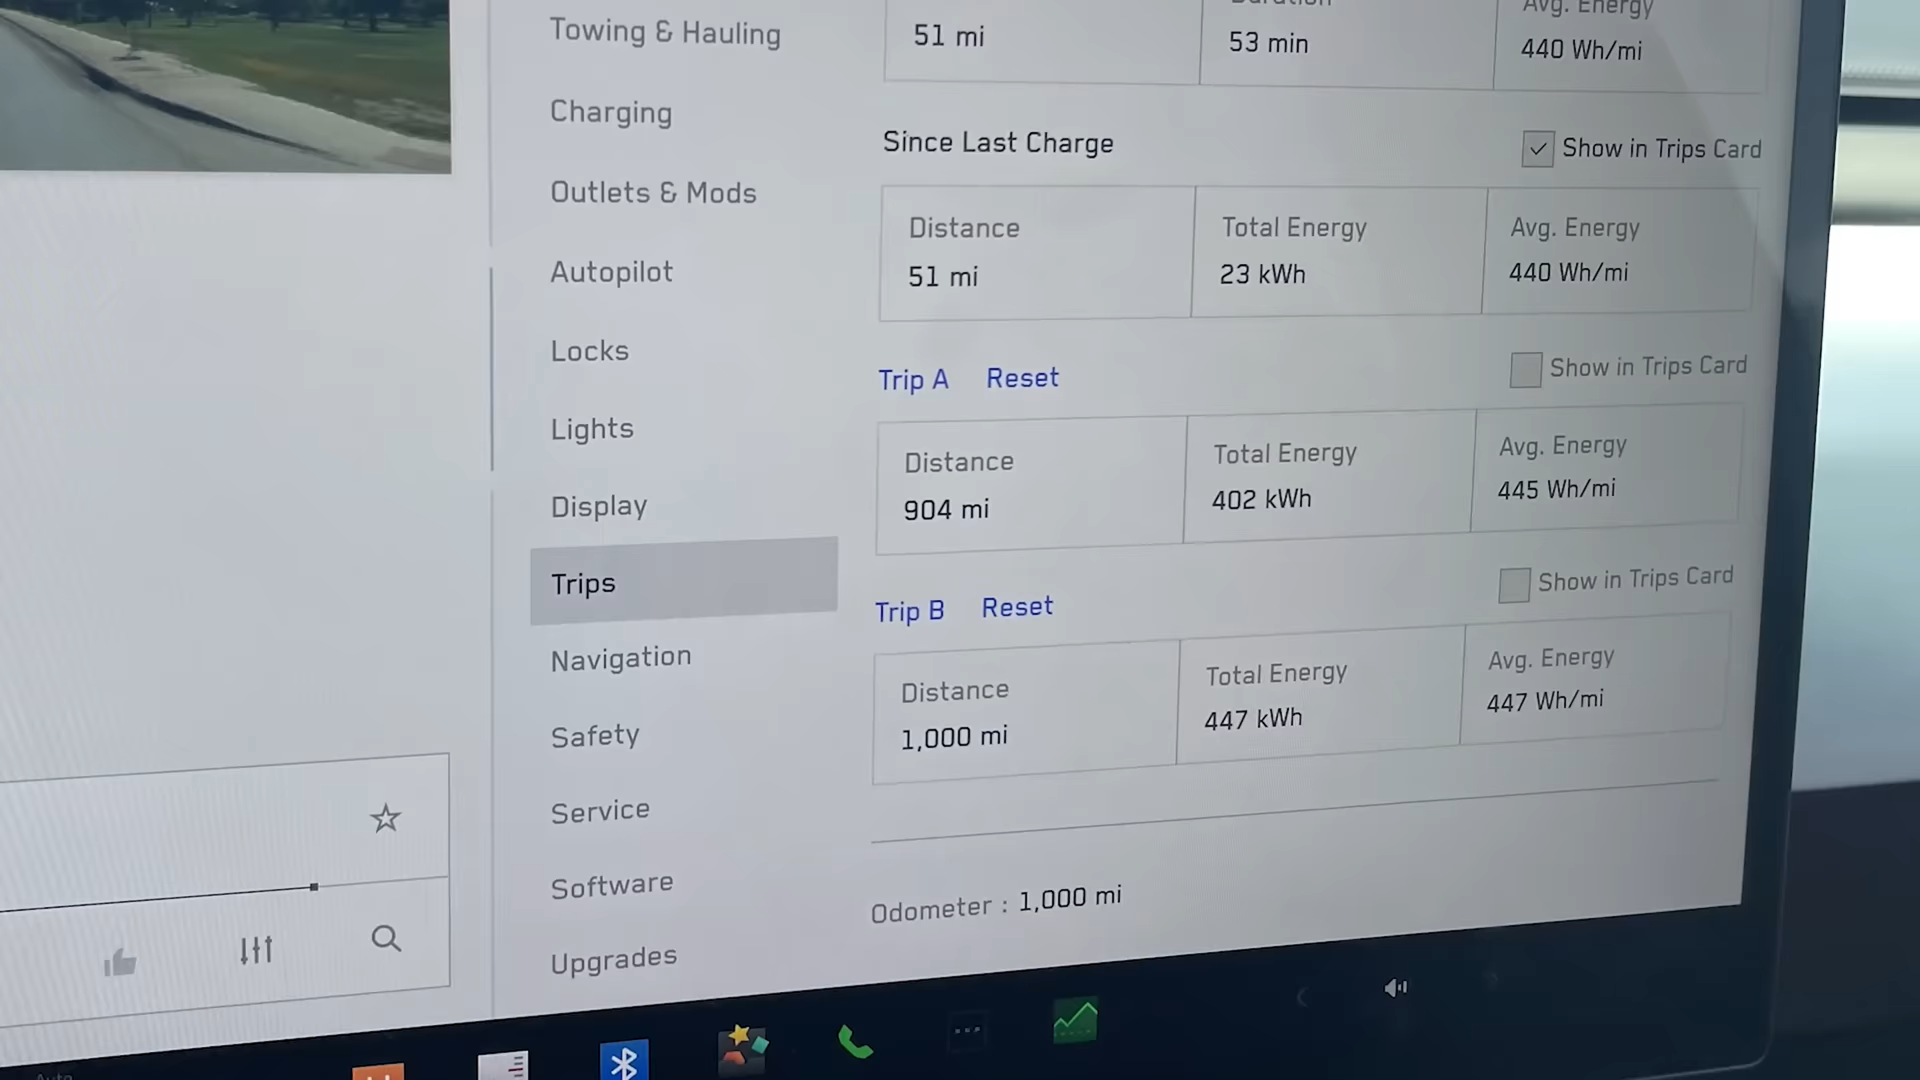 Towing & Hauling
Charging
Outlets & Mods
Autopilot
Locks
Lights
Display
Trips
Navigation
Safety
Service
Software
Upgrades
Duration
Avg. Energy
51 mi
53 min
440 Wh/mi
Since Last Charge
Show in Trips Card
Distance
Total Energy
Avg. Energy
51 mi
23 kWh
440 Wh/mi
Trip A
Reset
Show in Trips Card
Distance
Total Energy
Avg. Energy
904 mi
402 kWh
445 Wh/mi
Trip B
Reset
Show in Trips Card
Distance
Total Energy
Avg. Energy
1,000 mi
447 kWh
447 Wh/mi
Odometer : 1,000 mi
Auto